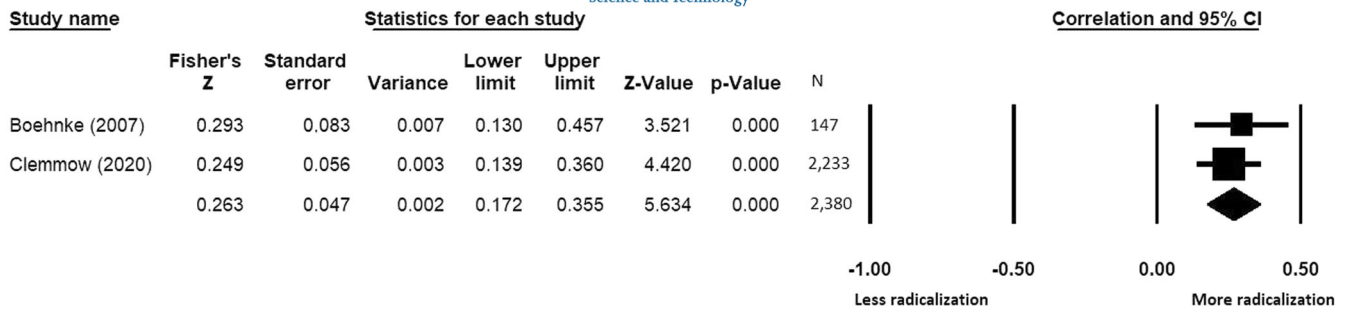 Science and Technology
Study name Statistics for each study Correlation and 95% CI
Fisher's Standard Lower Upper
Z error Variance limit limit Z-Value p-Value N
Boehnke (2007) 0.293 0.083 0.007 0.130 0.457 3.521 0.000 147
Clemmow (2020) 0.249 0.056 0.003 0.139 0.360 4.420 0.000 2,233
0.263 0.047 0.002 0.172 0.355 5.634 0.000 2,380
-1.00 -0.50 0.00 0.50
Less radicalization More radicalization